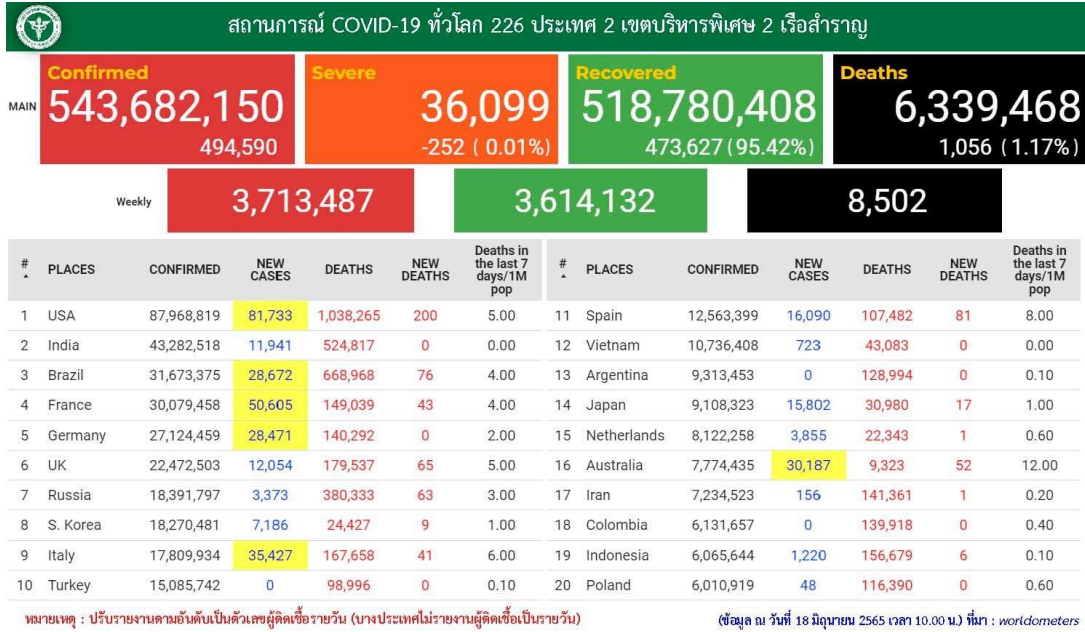 สถานการณ์ COVID-19 ทั่วโลก 226 ประเทศ 2 เขตบริหารพิเศษ 2 เรือสำราญ
MAIN
Confirmed
543,682,150
494,590
Severe
36,099
-252 ( 0.01%)
Recovered
518,780,408
473,627 (95.42%)
Deaths
6,339,468
1,056 (1.17%)
Weekly 3,713,487 3,614,132 8,502
# PLACES CONFIRMED NEW CASES DEATHS NEW DEATHS Deaths in the last 7 days/1M pop
1 USA 87,968,819 81,733 1,038,265 200 5.00
2 India 43,282,518 11,941 524,817 0 0.00
3 Brazil 31,673,375 28,672 668,968 76 4.00
4 France 30,079,458 50,605 149,039 43 4.00
5 Germany 27,124,459 28,471 140,292 0 2.00
6 UK 22,472,503 12,054 179,537 65 5.00
7 Russia 18,391,797 3,373 380,333 63 3.00
8 S. Korea 18,270,481 7,186 24,427 9 1.00
9 Italy 17,809,934 35,427 167,658 41 6.00
10 Turkey 15,085,742 0 98,996 0 0.10
# PLACES CONFIRMED NEW CASES DEATHS NEW DEATHS Deaths in the last 7 days/1M pop
11 Spain 12,563,399 16,090 107,482 81 8.00
12 Vietnam 10,736,408 723 43,083 0 0.00
13 Argentina 9,313,453 0 128,994 0 0.10
14 Japan 9,108,323 15,802 30,980 17 1.00
15 Netherlands 8,122,258 3,855 22,343 1 0.60
16 Australia 7,774,435 30,187 9,323 52 12.00
17 Iran 7,234,523 156 141,361 1 0.20
18 Colombia 6,131,657 0 139,918 0 0.40
19 Indonesia 6,065,644 1,220 156,679 6 0.10
20 Poland 6,010,919 48 116,390 0 0.60
หมายเหตุ : ปรับรายงานตามอันดับเป็นตัวเลขผู้ติดเชื้อรายวัน (บางประเทศไม่รายงานผู้ติดเชื้อเป็นรายวัน)
(ข้อมูล ณ วันที่ 18 มิถุนายน 2565 เวลา 10.00 น.) ที่มา : worldometers